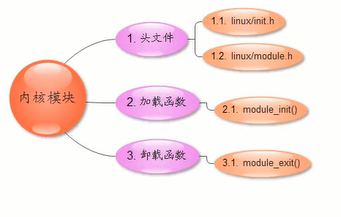 内核模块
1. 头文件
1.1. linux/init.h
1.2. linux/module.h
2. 加载函数
2.1. module_init()
3. 卸载函数
3.1. module_exit()